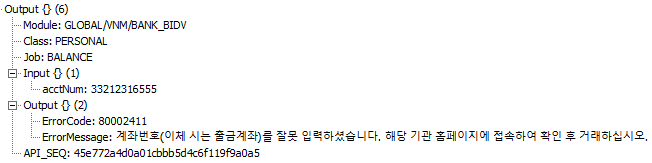 Output {} (6)
Module: GLOBAL/VNM/BANK_BIDV
Class: PERSONAL
Job: BALANCE
Input {} (1)
acctNum: 33212316555
Output {} (2)
ErrorCode: 80002411
ErrorMessage: 계좌번호(이체 시는 출금계좌)를 잘못 입력하셨습니다. 해당 기관 홈페이지에 접속하여 확인 후 거래하십시오.
API_SEQ: 45e772a4d0a01cbbb5d4c6f119f9a0a5